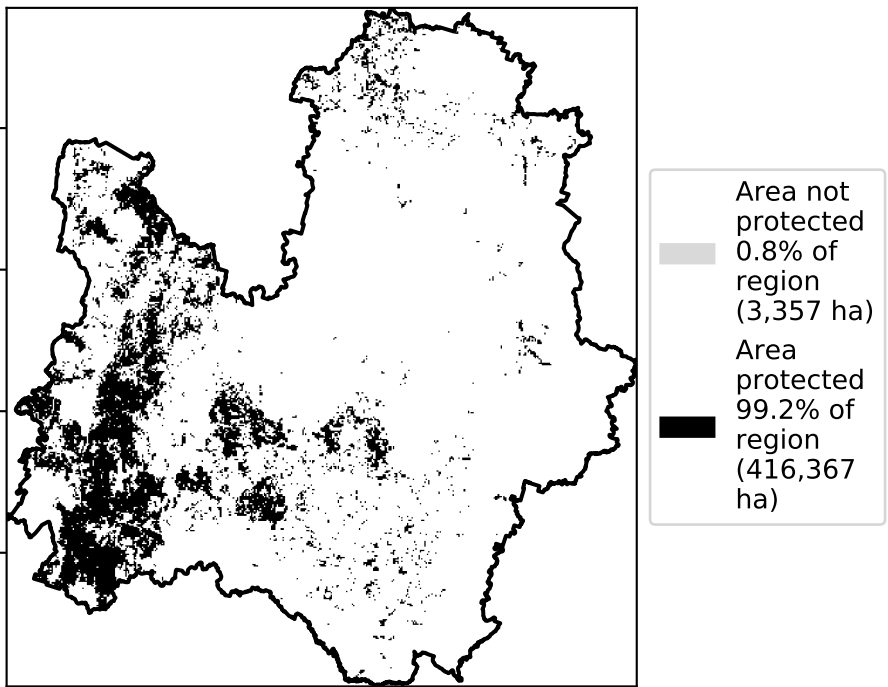 Area not
protected
0.8% of
region
(3,357 ha)
Area
protected
99.2% of
region
(416,367
ha)